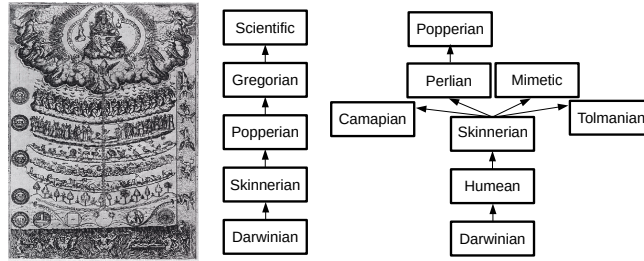 Scientific
Gregorian
Popperian
Skinnerian
Darwinian
Popperian
Perlian
Mimetic
Camapian
Skinnerian
Tolmanian
Humean
Darwinian